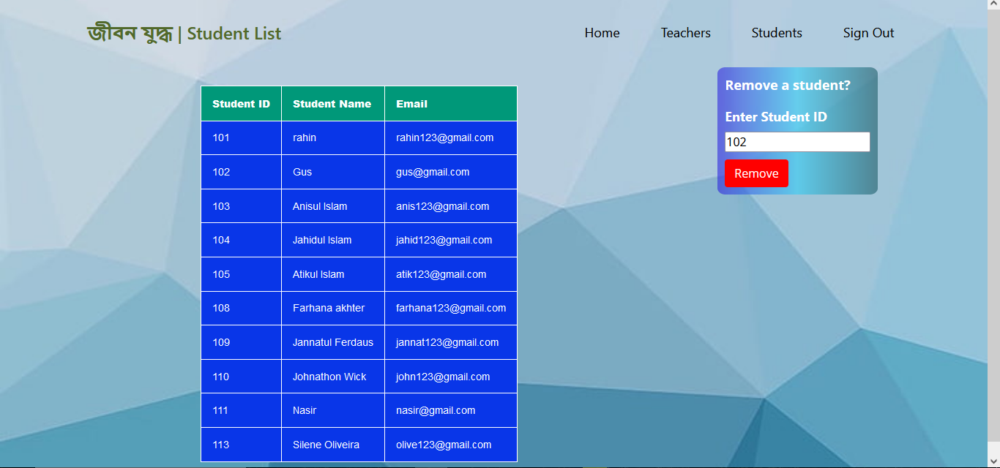 জীবন যুদ্ধ | Student List
Home Teachers Students Sign Out
Remove a student?
Enter Student ID
102
Remove
Student ID Student Name Email
101 rahin rahin123@gmail.com
102 Gus gus@gmail.com
103 Anisul Islam anis123@gmail.com
104 Jahidul Islam jahid123@gmail.com
105 Atikul Islam atik123@gmail.com
108 Farhana akhter farhana123@gmail.com
109 Jannatul Ferdaus jannat123@gmail.com
110 Johnathon Wick john123@gmail.com
111 Nasir nasir@gmail.com
113 Silene Oliveira olive123@gmail.com